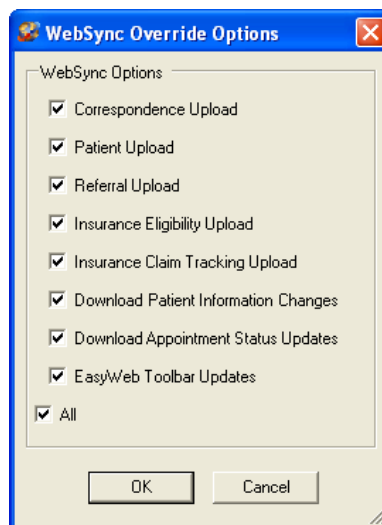 WebSync Override Options
WebSync Options
Correspondence Upload
Patient Upload
Referral Upload
Insurance Eligibility Upload
Insurance Claim Tracking Upload
Download Patient Information Changes
Download Appointment Status Updates
EasyWeb Toolbar Updates
All
OK Cancel